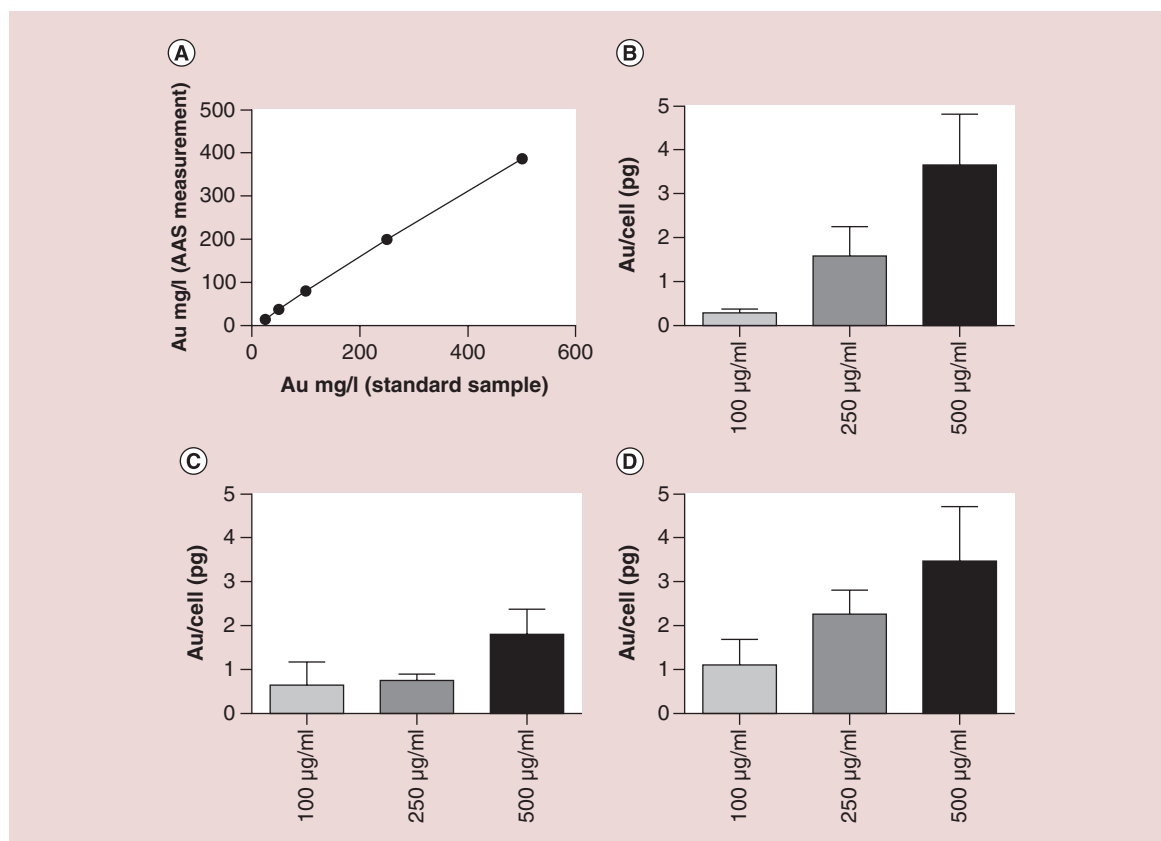 A
Au mg/l (AAS measurement)
500
400
300
200
100
0
0 200 400 600
Au mg/l (standard sample)
B
Au/cell (pg)
5
4
3
2
1
0
100 µg/ml
250 µg/ml
500 µg/ml
C
Au/cell (pg)
5
4
3
2
1
0
100 µg/ml
250 µg/ml
500 µg/ml
D
Au/cell (pg)
5
4
3
2
1
0
100 µg/ml
250 µg/ml
500 µg/ml